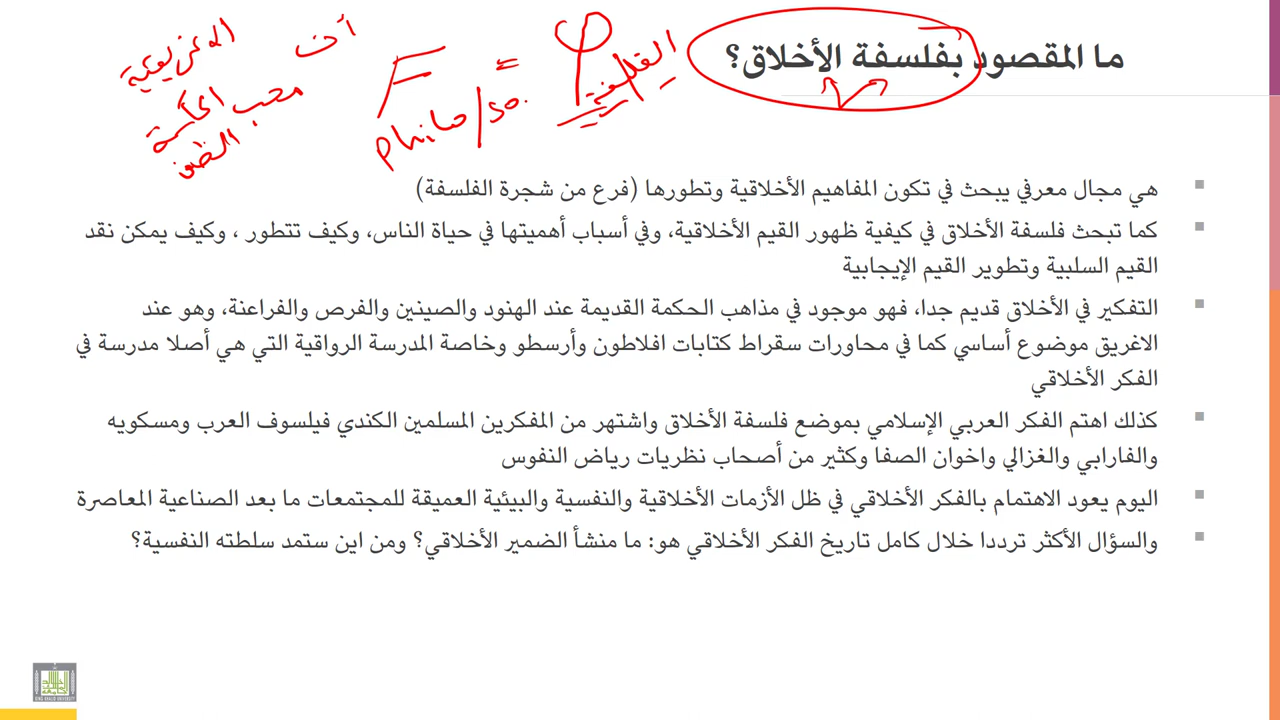 ما المقصود بفلسفة الأخلاق؟
الفلسفة
=
F
philo/so.
الاغريقية
محب الحكمة
هي مجال معرفي يبحث في تكون المفاهيم الأخلاقية وتطورها (فرع من شجرة الفلسفة)
كما تبحث فلسفة الأخلاق في كيفية ظهور القيم الأخلاقية، وفي أسباب أهميتها في حياة الناس، وكيف تتطور ، وكيف يمكن نقد
القيم السلبية وتطوير القيم الإيجابية
التفكير في الأخلاق قديم جدا، فهو موجود في مذاهب الحكمة القديمة عند الهنود والصينين والفرص والفراعنة، وهو عند
الاغريق موضوع أساسي كما في محاورات سقراط كتابات افلاطون وأرسطو وخاصة المدرسة الرواقية التي هي أصلا مدرسة في
الفكر الأخلاقي
كذلك اهتم الفكر العربي الإسلامي بموضع فلسفة الأخلاق واشتهر من المفكرين المسلمين الكندي فيلسوف العرب ومسكويه
والفارابي والغزالي واخوان الصفا وكثير من أصحاب نظريات رياض النفوس
اليوم يعود الاهتمام بالفكر الأخلاقي في ظل الأزمات الأخلاقية والنفسية والبيئية العميقة للمجتمعات ما بعد الصناعية المعاصرة
والسؤال الأكثر ترددا خلال كامل تاريخ الفكر الأخلاقي هو: ما منشأ الضمير الأخلاقي؟ ومن اين ستمد سلطته النفسية؟